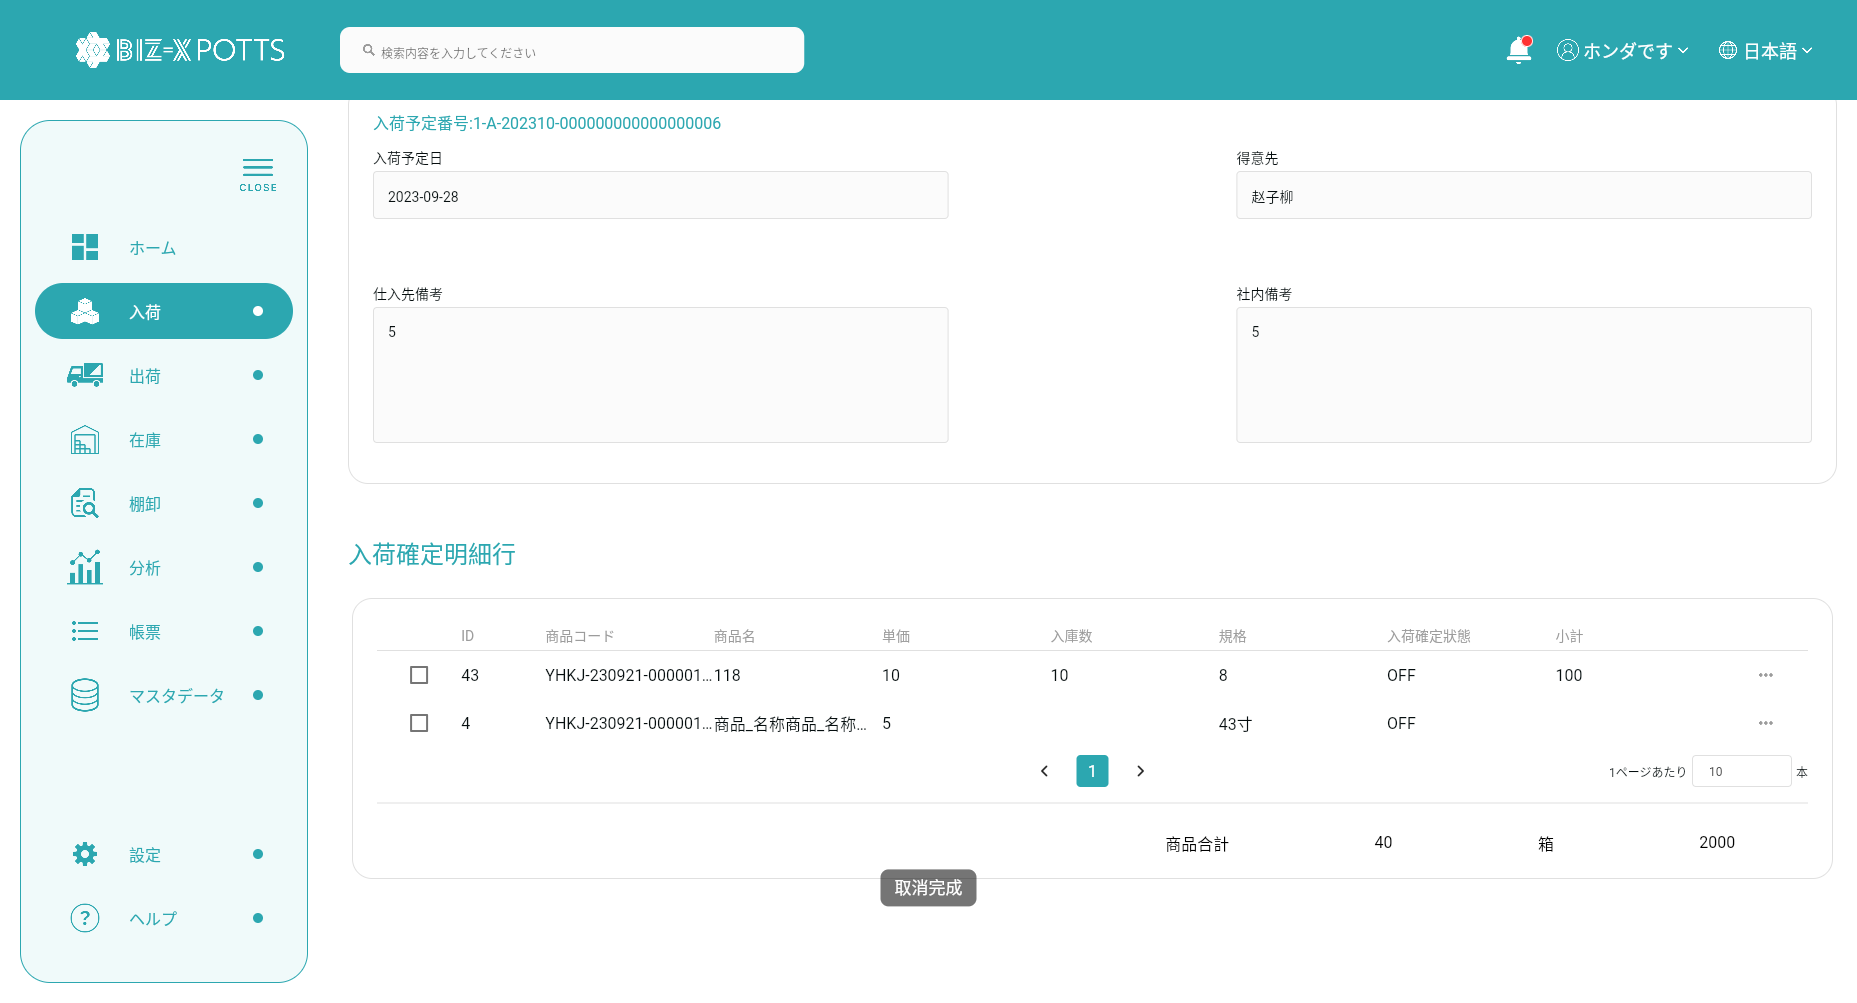 BIZ-X POTTS
検索内容を入力してください
ホンダです
日本語
CLOSE
ホーム
入荷
出荷
在庫
棚卸
分析
帳票
マスタデータ
設定
ヘルプ
入荷予定番号:1-A-202310-000000000000000006
入荷予定日
得意先
2023-09-28
赵子柳
仕入先備考
社内備考
5
5
入荷確定明細行
ID 商品コード 商品名 単価 入庫数 規格 入荷確定狀態 小計
43 YHKJ-230921-000001... 118 10 10 8 OFF 100 ...
4 YHKJ-230921-000001... 商品_名称商品_名称... 5 43寸 OFF ...
1
1ページあたり 10 本
商品合計 40 箱 2000
取消完成